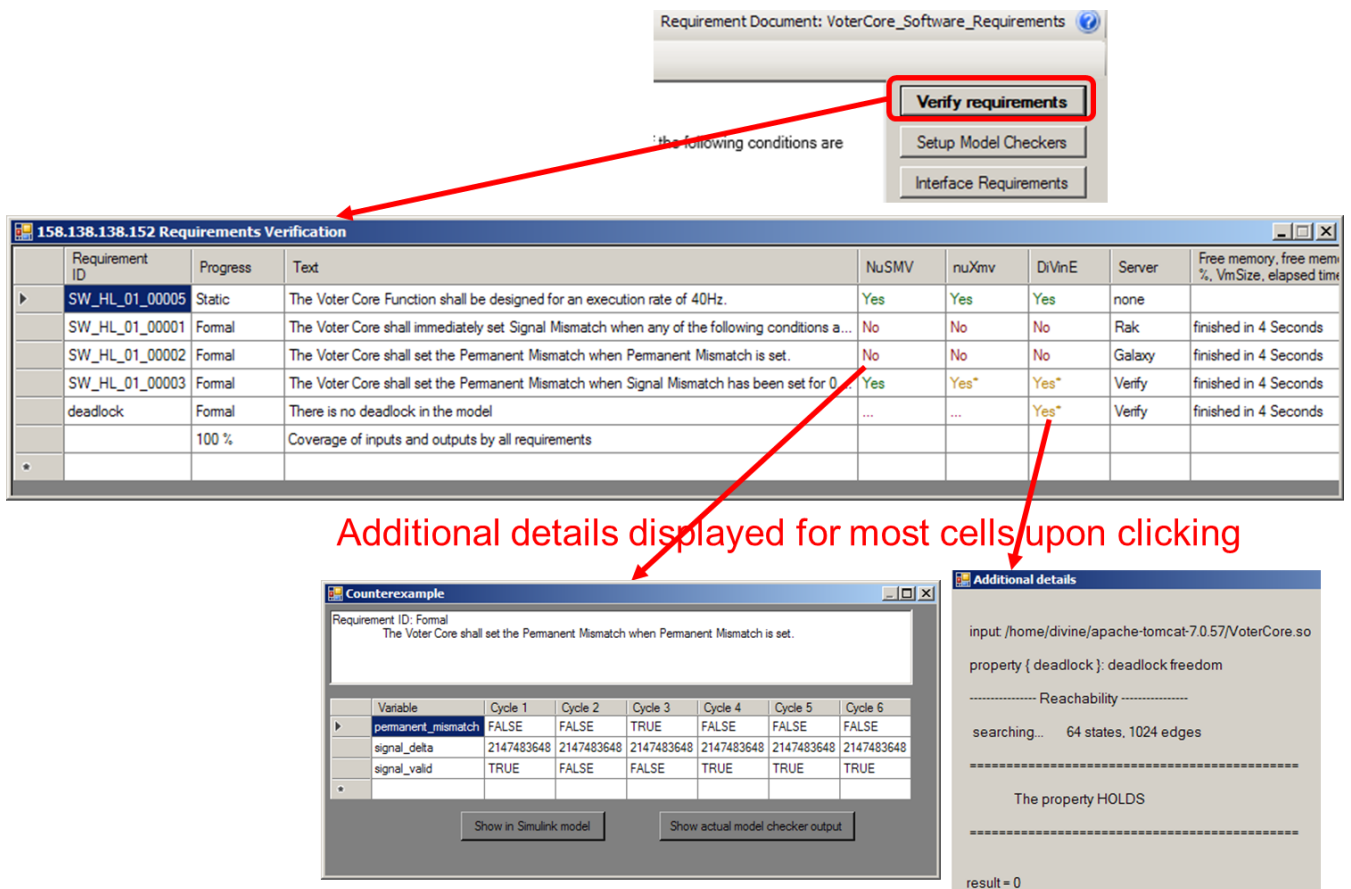 Requirement Document: VoterCore_Software_Requirements
Verify requirements
the following conditions are
Setup Model Checkers
Interface Requirements
158.138.138.152 Requirements Verification
Requirement ID Progress Text NuSMV nuXmv DiVinE Server Free memory, free mem %, VmSize, elapsed time
SW_HL_01_00005 Static The Voter Core Function shall be designed for an execution rate of 40Hz. Yes Yes Yes none
SW_HL_01_00001 Formal The Voter Core shall immediately set Signal Mismatch when any of the following conditions a... No No No Rak finished in 4 Seconds
SW_HL_01_00002 Formal The Voter Core shall set the Permanent Mismatch when Permanent Mismatch is set. No No No Galaxy finished in 4 Seconds
SW_HL_01_00003 Formal The Voter Core shall set the Permanent Mismatch when Signal Mismatch has been set for 0... Yes Yes* Yes* Verify finished in 4 Seconds
deadlock Formal There is no deadlock in the model ... ... Yes* Verify finished in 4 Seconds
100 % Coverage of inputs and outputs by all requirements
*
Additional details displayed for most cells upon clicking
Counterexample
Requirement ID: Formal
The Voter Core shall set the Permanent Mismatch when Permanent Mismatch is set.
Variable Cycle 1 Cycle 2 Cycle 3 Cycle 4 Cycle 5 Cycle 6
permanent_mismatch FALSE FALSE TRUE FALSE FALSE FALSE
signal_delta 2147483648 2147483648 2147483648 2147483648 2147483648 2147483648
signal_valid TRUE FALSE FALSE TRUE TRUE TRUE
*
Show in Simulink model Show actual model checker output
Additional details
input: /home/divine/apache-tomcat-7.0.57/VoterCore.so
property { deadlock }: deadlock freedom
---------------- Reachability ----------------
searching... 64 states, 1024 edges
=============================================
The property HOLDS
=============================================
result = 0